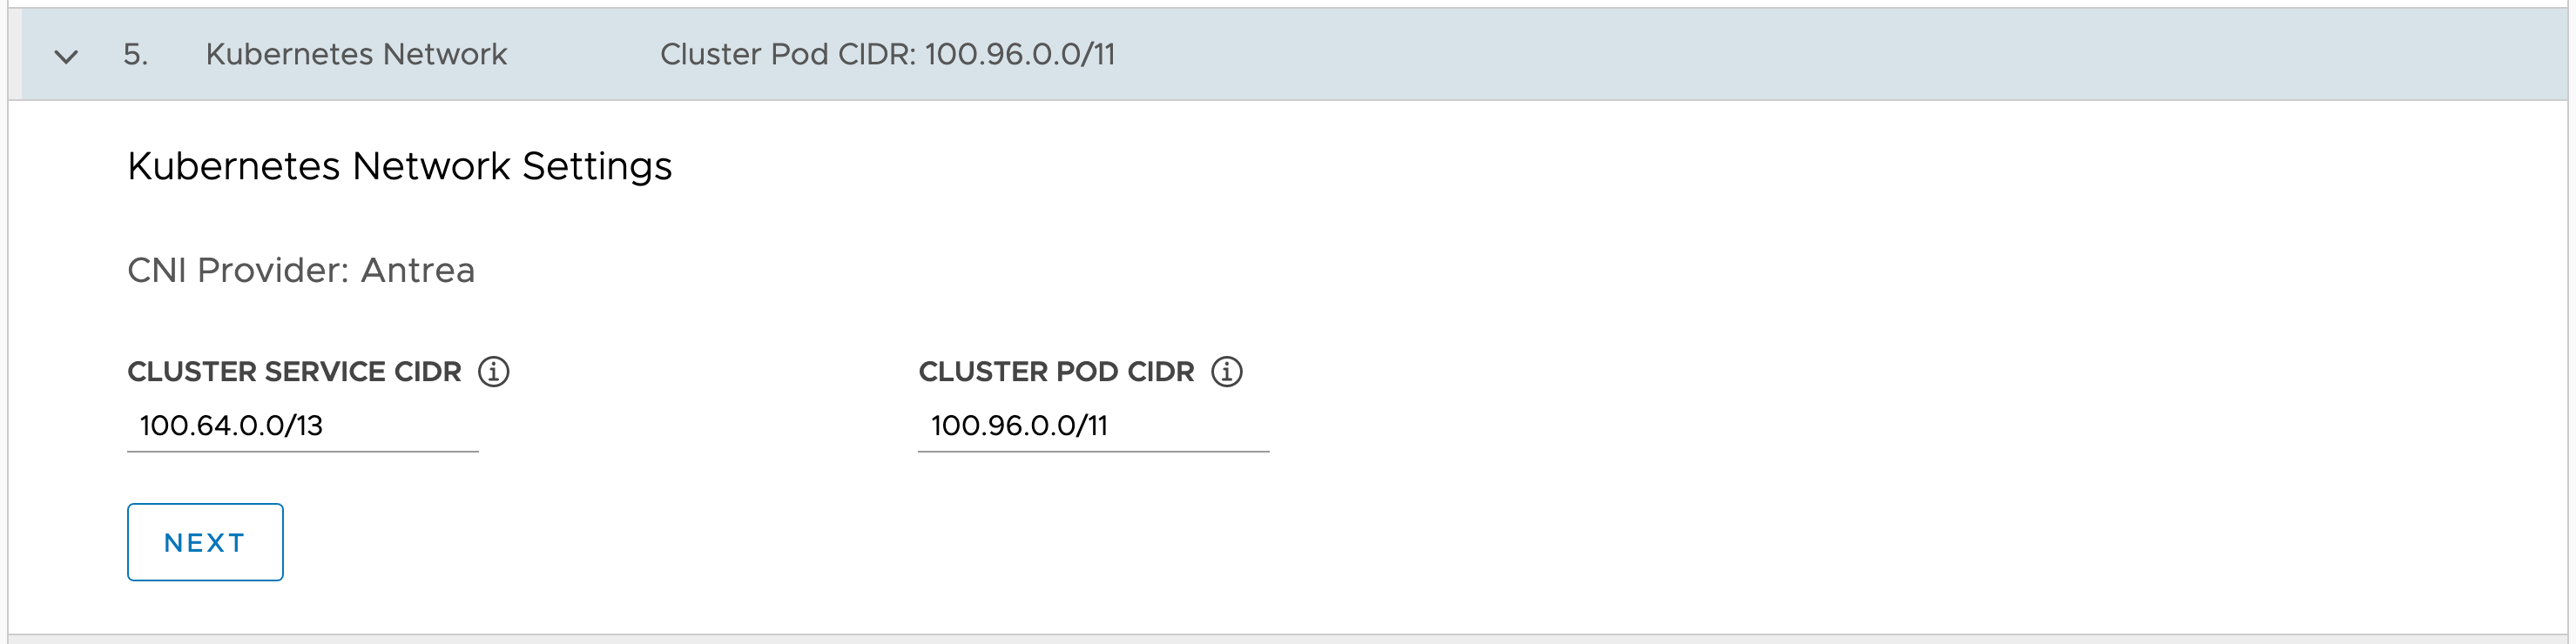 5. Kubernetes Network Cluster Pod CIDR: 100.96.0.0/11
Kubernetes Network Settings
CNI Provider: Antrea
CLUSTER SERVICE CIDR CLUSTER POD CIDR
100.64.0.0/13 100.96.0.0/11
NEXT